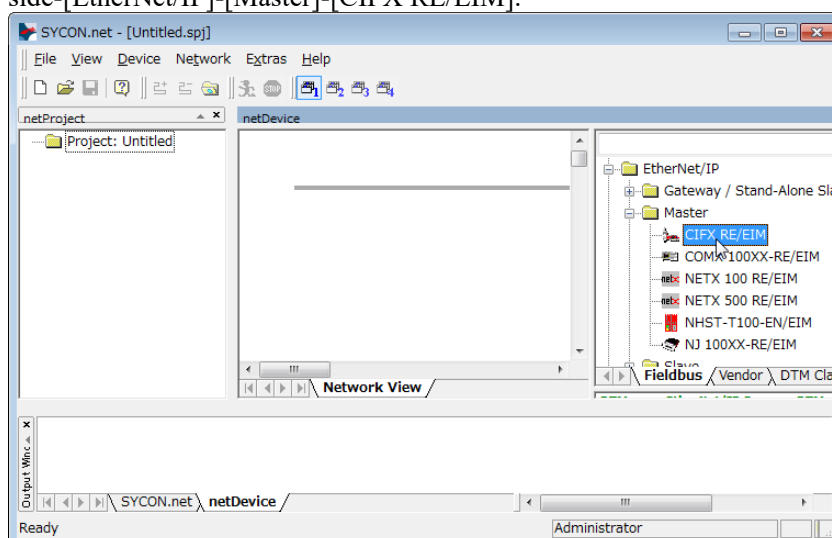 side-[EtherNet/IP]-[Master]-[CIFX RE/EIM].
SYCON.net - [Untitled.spj]
File View Device Network Extras Help
netProject
netDevice
Project: Untitled
EtherNet/IP
Gateway / Stand-Alone Sla
Master
CIFX RE/EIM
COMX 100XX-RE/EIM
NETX 100 RE/EIM
NETX 500 RE/EIM
NHST-T100-EN/EIM
NJ 100XX-RE/EIM
Slave
Network View
Fieldbus Vendor DTM Cla
Output Winc
SYCON.net netDevice
Ready
Administrator